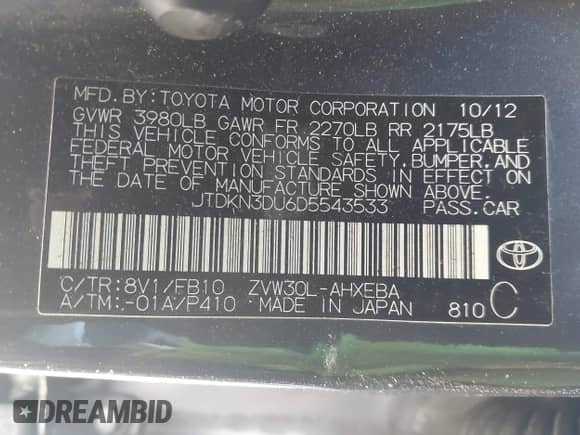 MFD. BY: TOYOTA MOTOR CORPORATION 10/12
GVWR 3980LB GAWR FR 2270LB RR 2175LB
THIS VEHICLE CONFORMS TO ALL APPLICABLE
FEDERAL MOTOR VEHICLE SAFETY, BUMPER, AND
THEFT PREVENTION STANDARDS IN EFFECT ON
THE DATE OF MANUFACTURE SHOWN ABOVE.
JTDKN3DU6D5543533 PASS. CAR
C/TR: 8V1/FB10 ZVW30L-AHXEBA
A/TM: -01A/P410 MADE IN JAPAN 810 C
DREAMBID